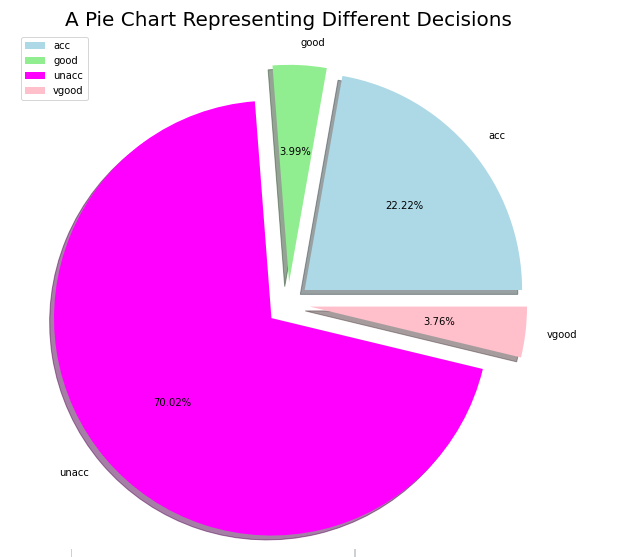 A Pie Chart Representing Different Decisions
acc
good
unacc
vgood
good
acc
3.99%
22.22%
3.76%
vgood
70.02%
unacc